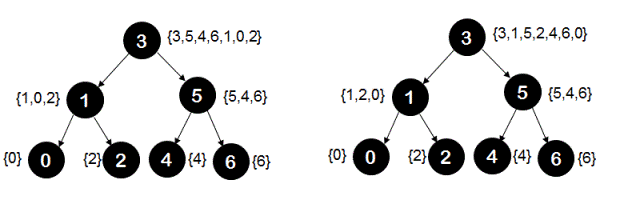 3 {3,5,4,6,1,0,2}
{1,0,2} 1 5 {5,4,6}
{0} 0 {2} 2 4 {4} 6 {6}
3 {3,1,5,2,4,6,0}
{1,2,0} 1 5 {5,4,6}
{0} 0 {2} 2 4 {4} 6 {6}